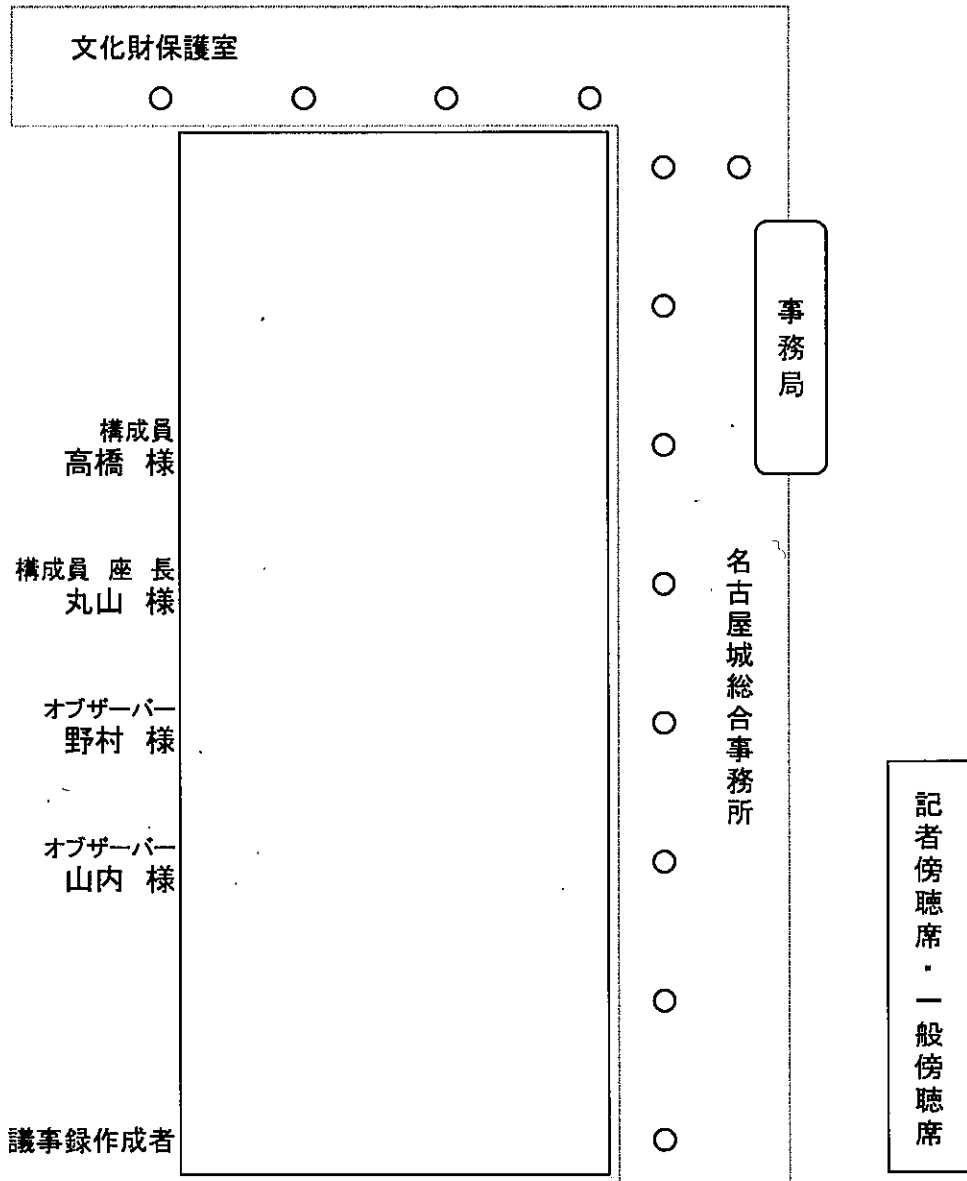 文化財保護室
事務局
構成員
高橋 様
構成員 座 長
丸山 様
オブザーバー
野村 様
オブザーバー
山内 様
議事録作成者
名古屋城総合事務所
記者傍聴席・一般傍聴席